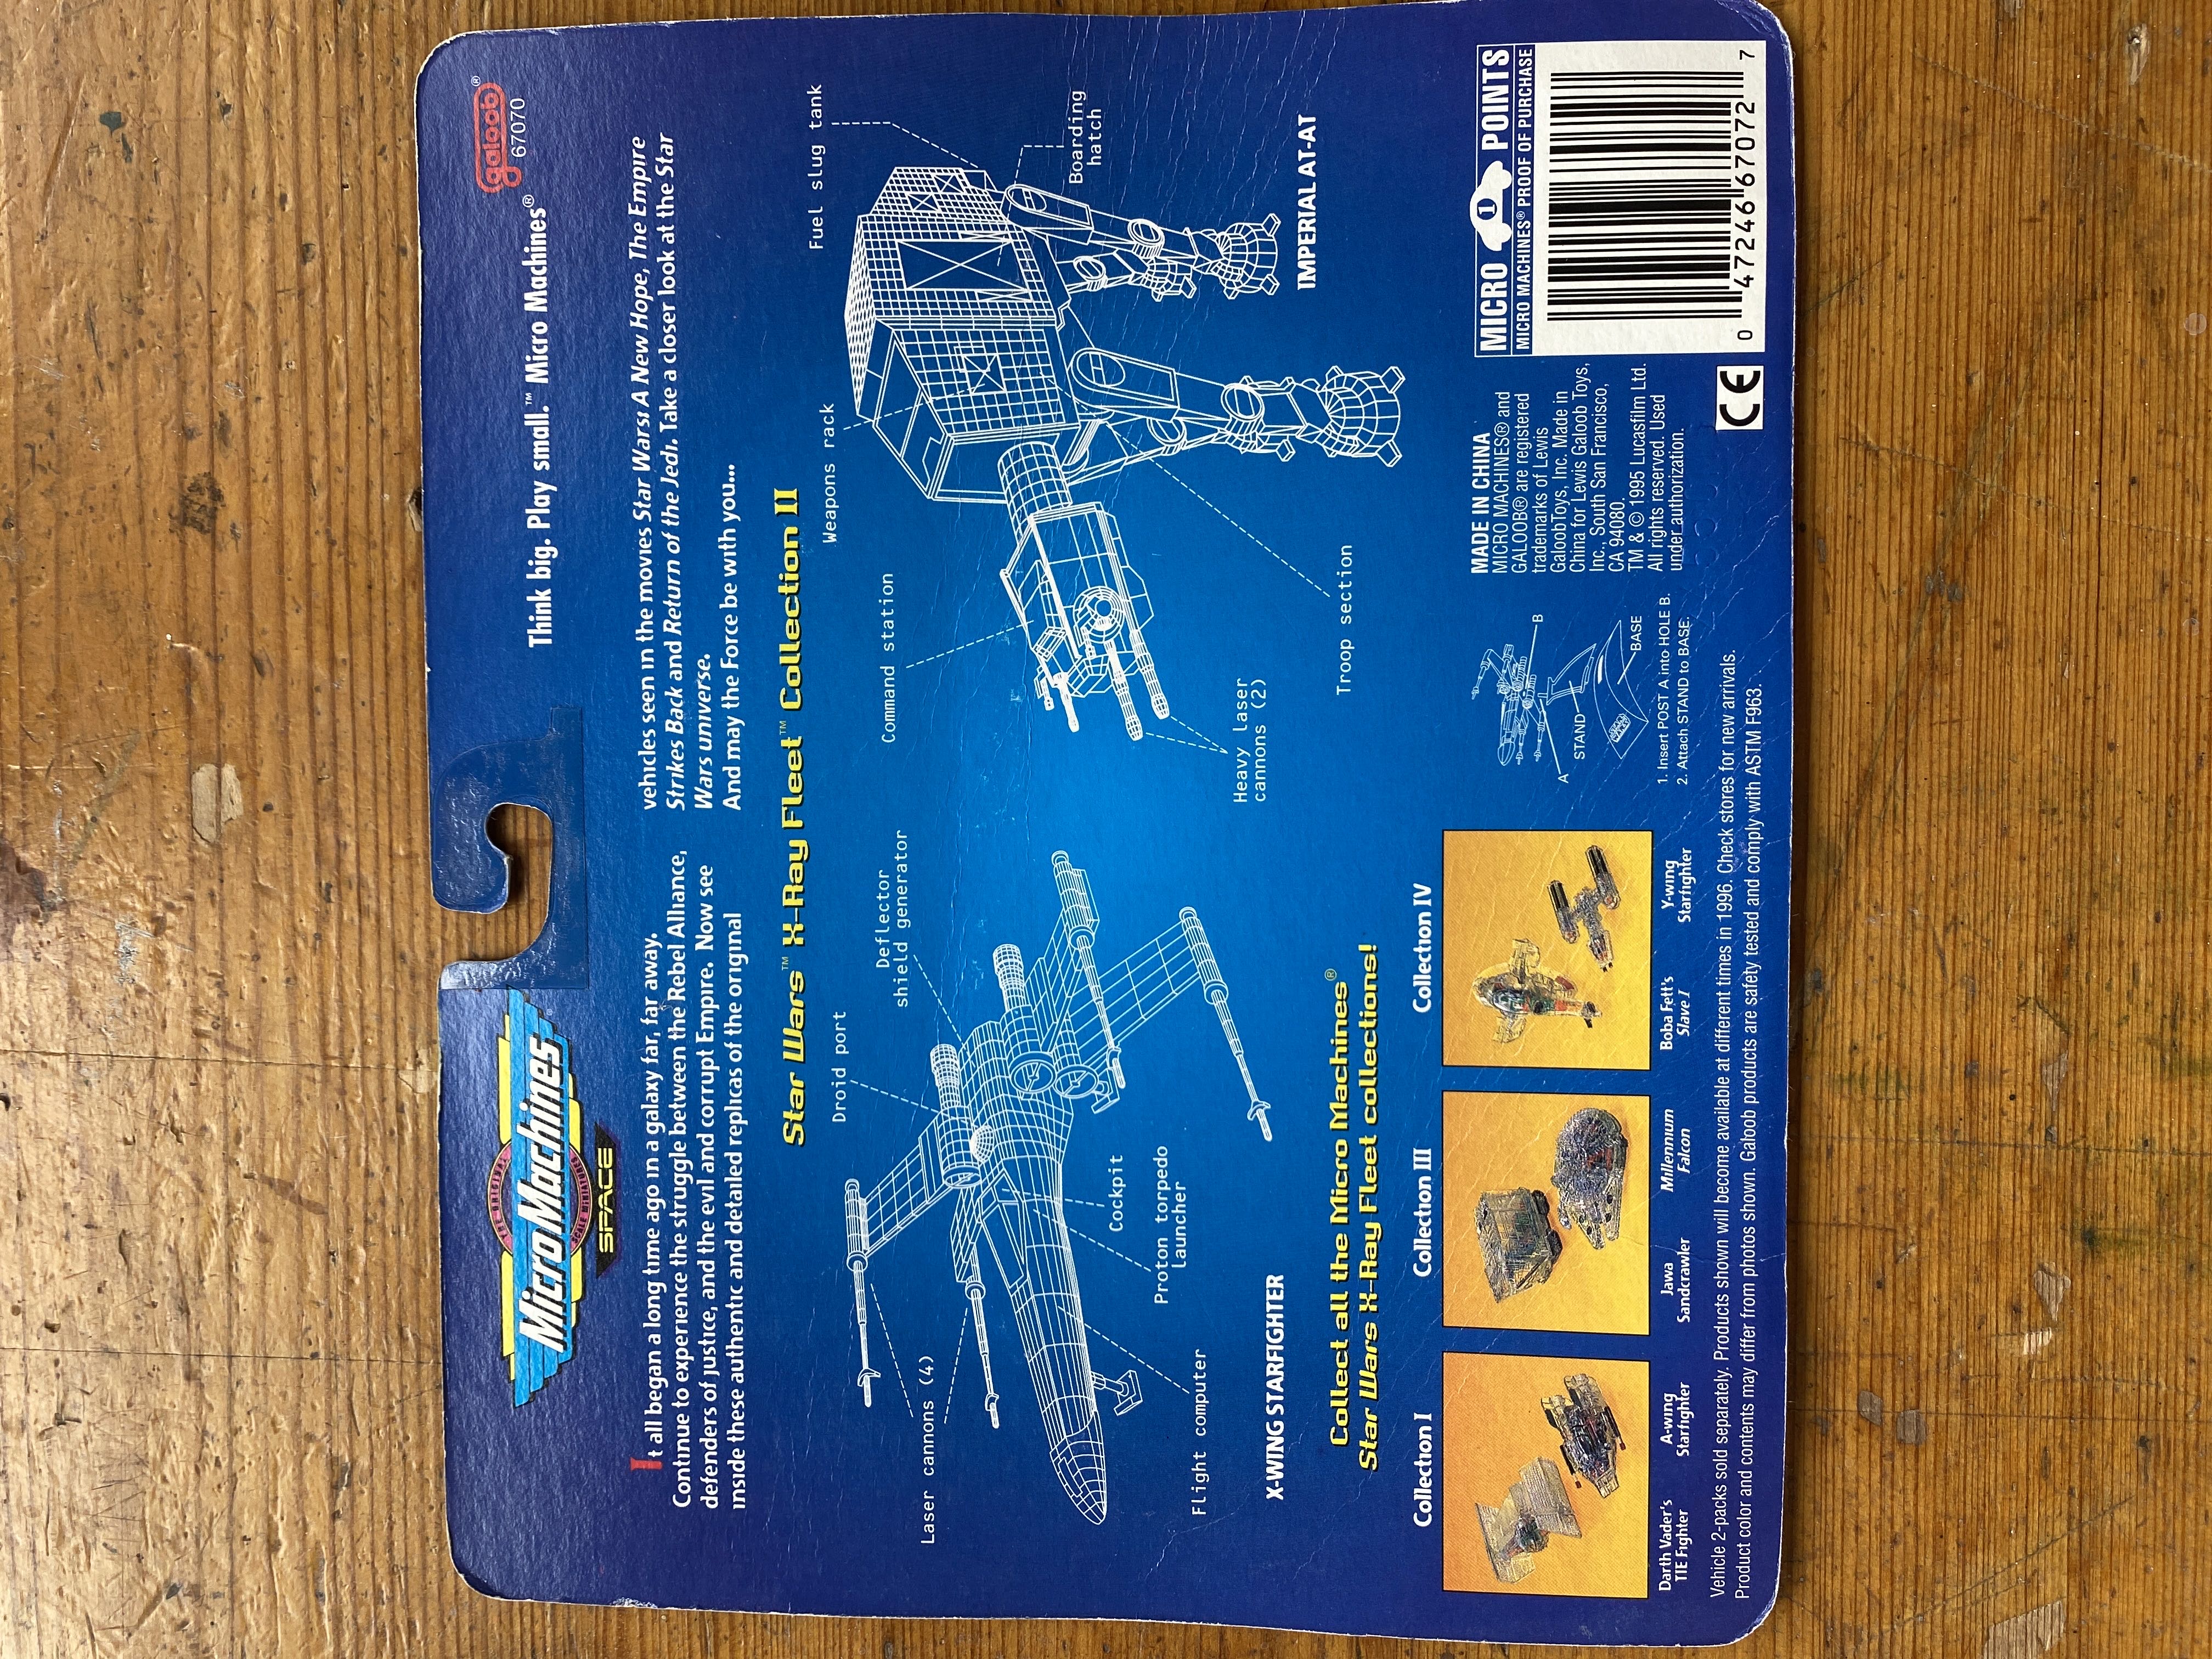 THE ORIGINAL
Micro Machines
SCALE MINIATURES
SPACE
Think big. Play small.™ Micro Machines®
galoob®
67070
It all began a long time ago in a galaxy far, far away.
Continue to experience the struggle between the Rebel Alliance,
defenders of justice, and the evil and corrupt Empire. Now see
inside these authentic and detailed replicas of the original
vehicles seen in the movies Star Wars: A New Hope, The Empire
Strikes Back and Return of the Jedi. Take a closer look at the Star
Wars universe.
And may the Force be with you...
Star Wars™ X-Ray Fleet™ Collection II
Laser cannons (4)
Droid port
Deflector
shield generator
Cockpit
Proton torpedo
launcher
Flight computer
X-WING STARFIGHTER
Command station
Weapons rack
Fuel slug tank
Boarding
hatch
Heavy laser
cannons (2)
Troop section
IMPERIAL AT-AT
Collect all the Micro Machines®
Star Wars X-Ray Fleet collections!
Collection I
Darth Vader's
TIE Fighter
A-wing
Starfighter
Collection III
Jawa
Sandcrawler
Millennium
Falcon
Collection IV
Boba Fett's
Slave I
Y-wing
Starfighter
A
B
STAND
BASE
1. Insert POST A into HOLE B.
2. Attach STAND to BASE.
MADE IN CHINA
MICRO MACHINES® and
GALOOB® are registered
trademarks of Lewis
GaloobToys, Inc. Made in
China for Lewis Galoob Toys,
Inc., South San Francisco,
CA 94080.
TM & © 1995 Lucasfilm Ltd.
All rights reserved. Used
under authorization.
CE
MICRO 1 POINTS
MICRO MACHINES® PROOF OF PURCHASE
0 47246 67072 7
Vehicle 2-packs sold separately. Products shown will become available at different times in 1996. Check stores for new arrivals.
Product color and contents may differ from photos shown. Galoob products are safety tested and comply with ASTM F963.